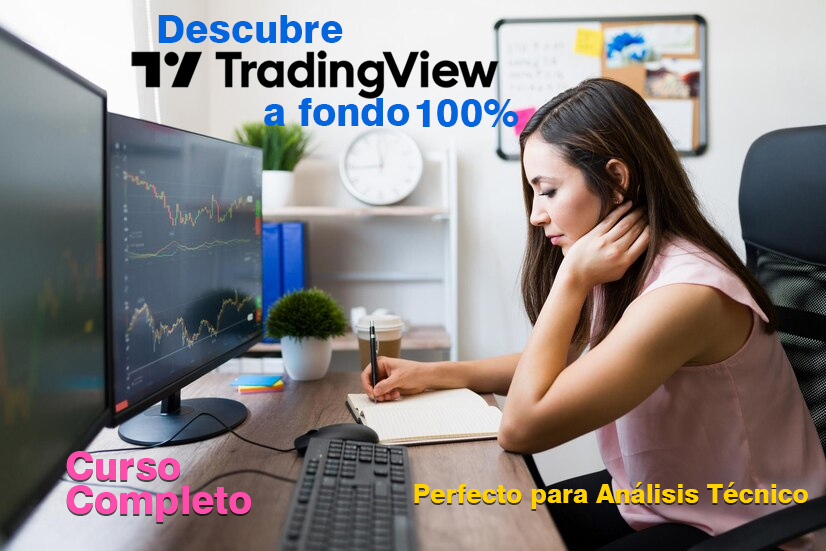 Descubre
TradingView
a fondo 100%
Curso
Completo
Perfecto para Análisis Técnico